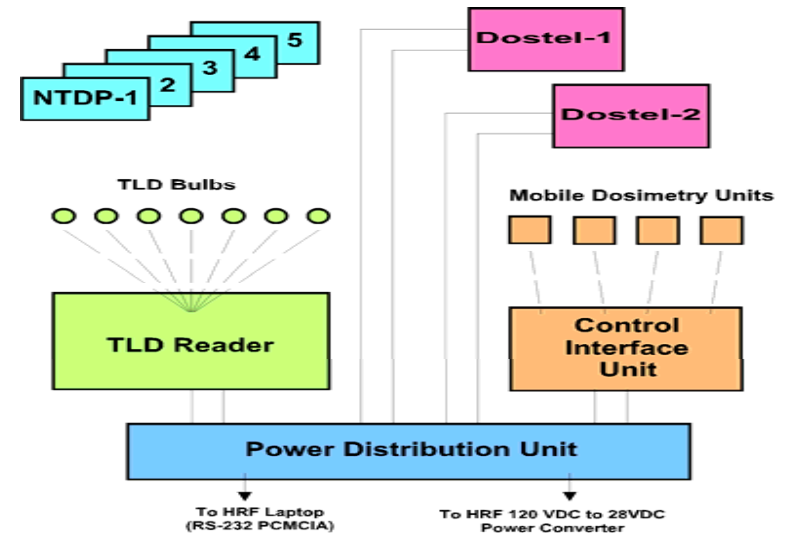 5
4
3
2
NTDP-1
Dostel-1
Dostel-2
TLD Bulbs
Mobile Dosimetry Units
TLD Reader
Control
Interface
Unit
Power Distribution Unit
To HRF Laptop
(RS-232 PCMCIA)
To HRF 120 VDC to 28VDC
Power Converter